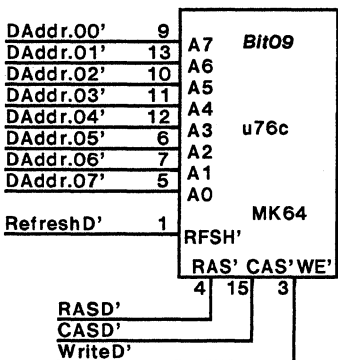 DAddr.00' 9 A7 Bit09
DAddr.01' 13 A6
DAddr.02' 10 A5
DAddr.03' 11 A4
DAddr.04' 12 A3 u76c
DAddr.05' 6 A2
DAddr.06' 7 A1
DAddr.07' 5 A0
MK64
RefreshD' 1 RFSH'
RAS' CAS' WE'
4 15 3
RASD'
CASD'
WriteD'